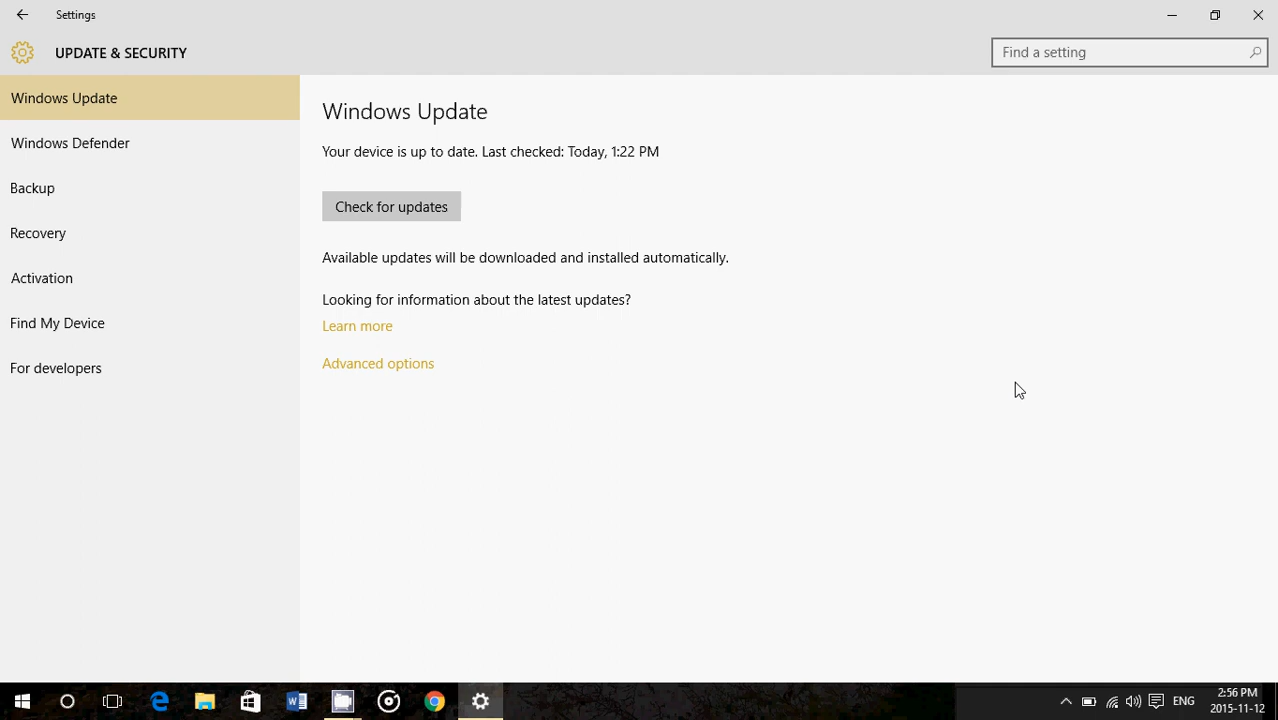 Settings
UPDATE & SECURITY
Find a setting
Windows Update
Windows Defender
Backup
Recovery
Activation
Find My Device
For developers
Windows Update
Your device is up to date. Last checked: Today, 1:22 PM
Check for updates
Available updates will be downloaded and installed automatically.
Looking for information about the latest updates?
Learn more
Advanced options
ENG
2:56 PM
2015-11-12